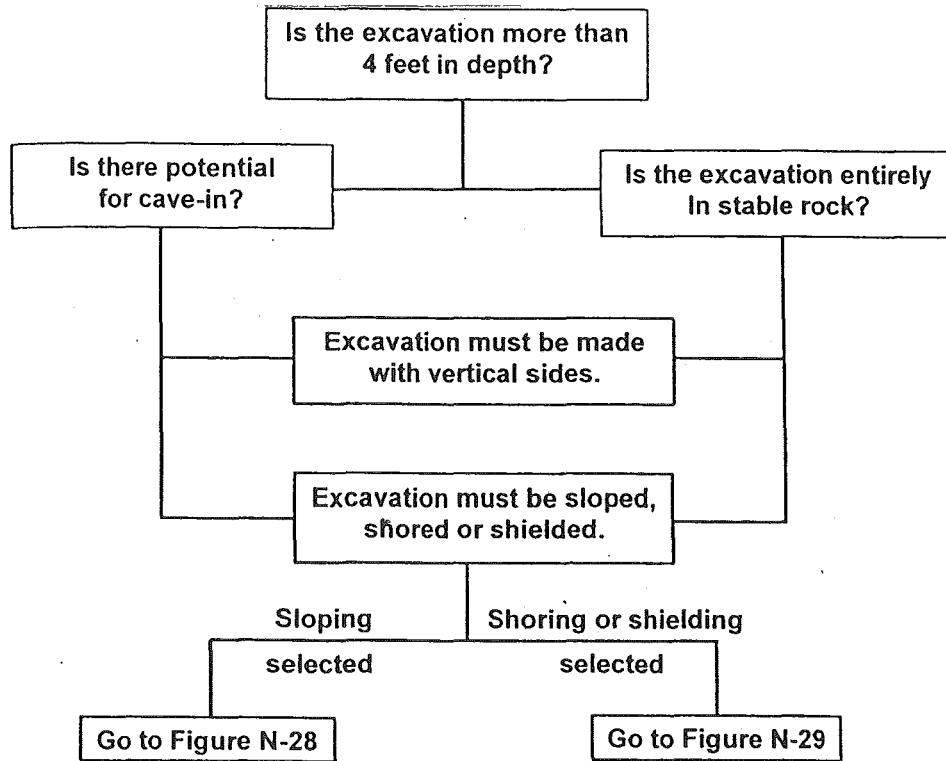 Is the excavation more than
4 feet in depth?
Is there potential
for cave-in?
Is the excavation entirely
In stable rock?
Excavation must be made
with vertical sides.
Excavation must be sloped,
shored or shielded.
Sloping
selected
Shoring or shielding
selected
Go to Figure N-28
Go to Figure N-29